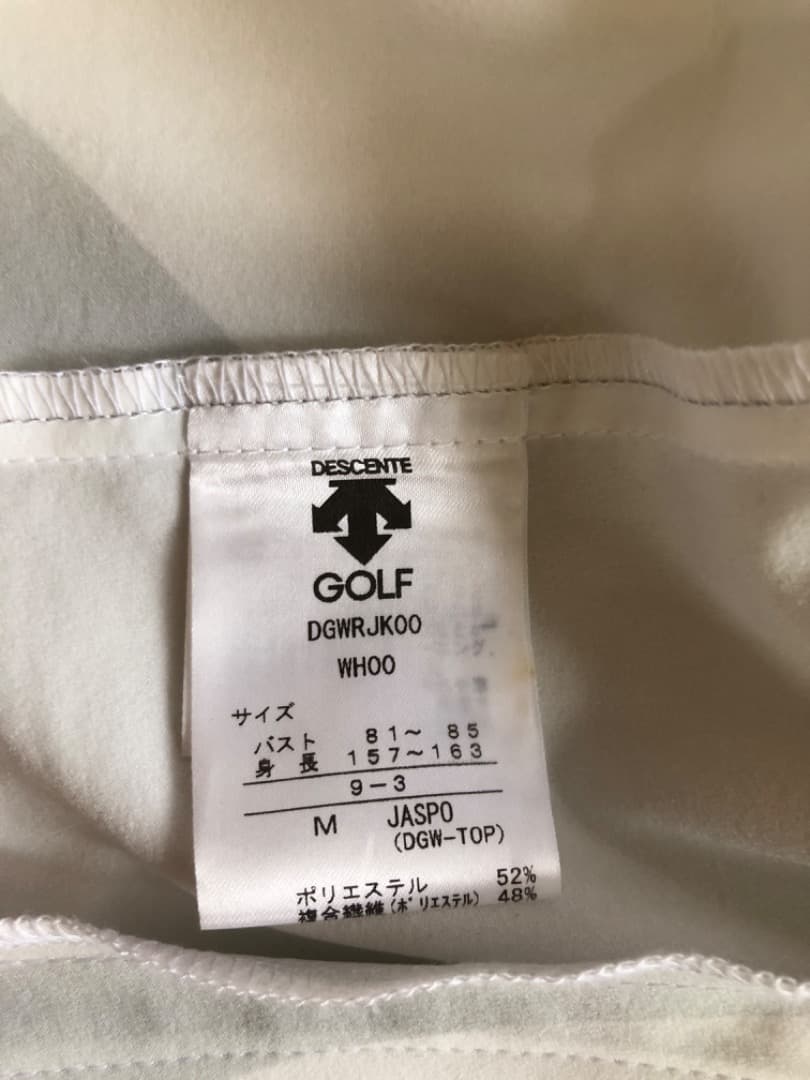 DESCENTE
GOLF
DGWRJK00
WH00
サイズ
バスト 81〜 85
身 長 157〜163
9-3
M JASPO
(DGW-TOP)
ポリエステル 52%
複合繊維(ポリエステル) 48%